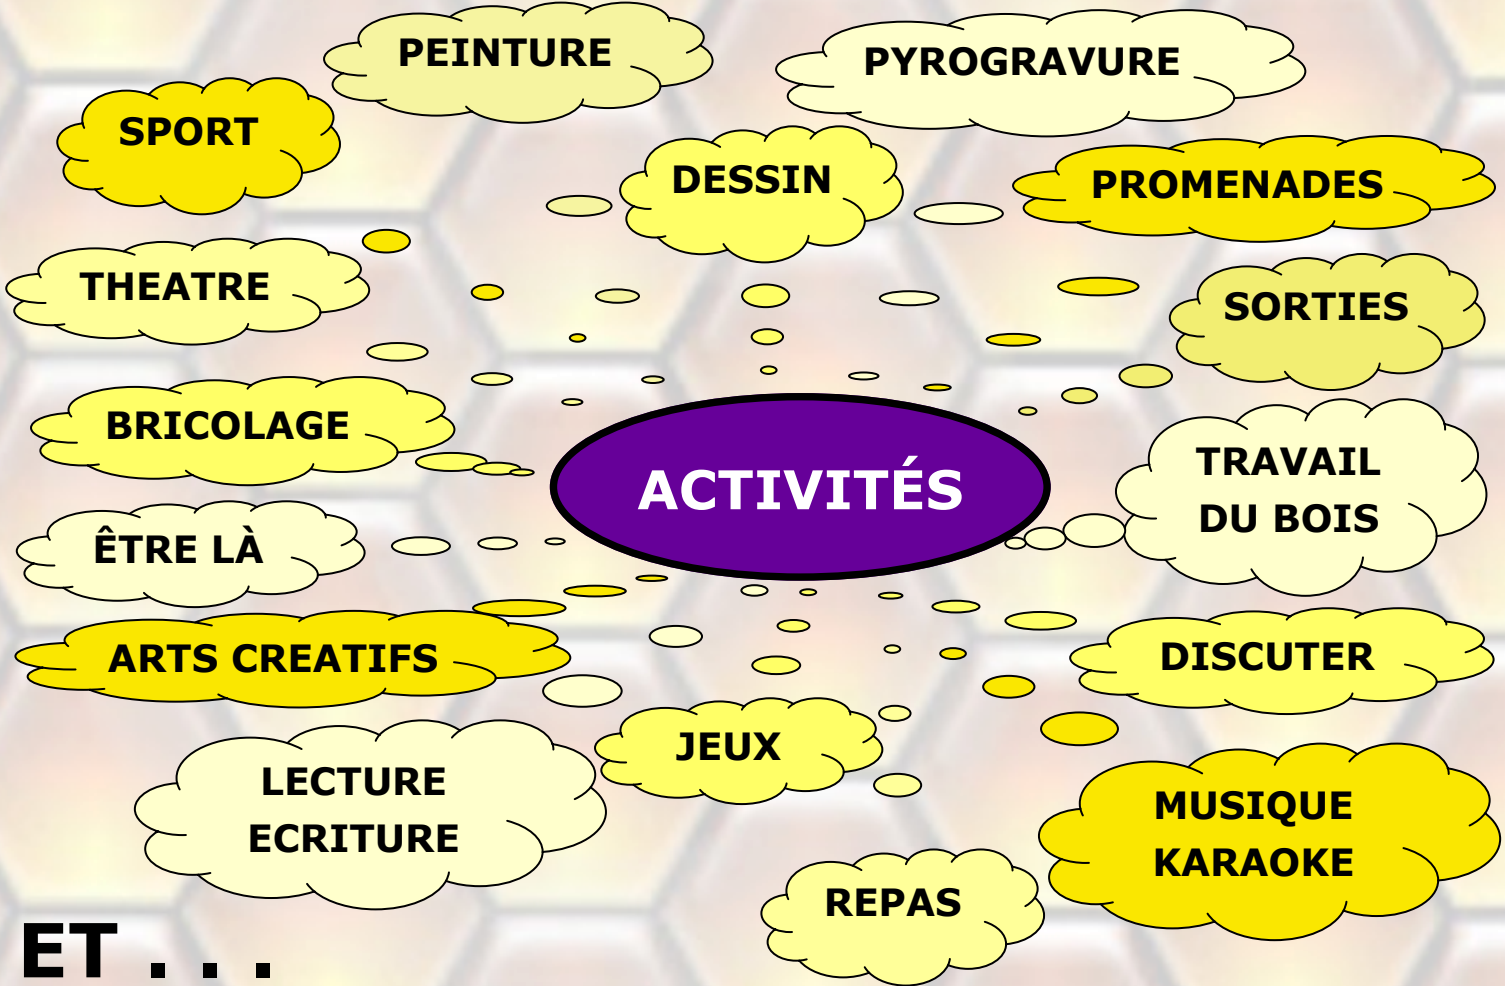 PEINTURE
PYROGRAVURE
SPORT
DESSIN
PROMENADES
THEATRE
SORTIES
BRICOLAGE
ACTIVITÉS
TRAVAIL
DU BOIS
ÊTRE LÀ
ARTS CREATIFS
DISCUTER
JEUX
LECTURE
ECRITURE
MUSIQUE
KARAOKE
REPAS
ET . . .